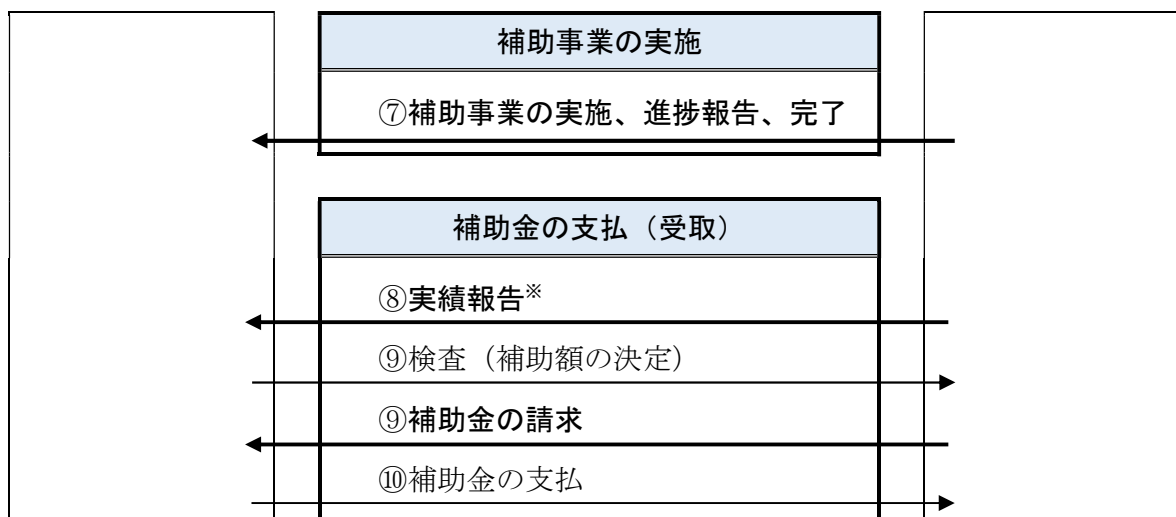 補助事業の実施
⑦補助事業の実施、進捗報告、完了
補助金の支払（受取）
⑧実績報告※
⑨検査（補助額の決定）
⑨補助金の請求
⑩補助金の支払